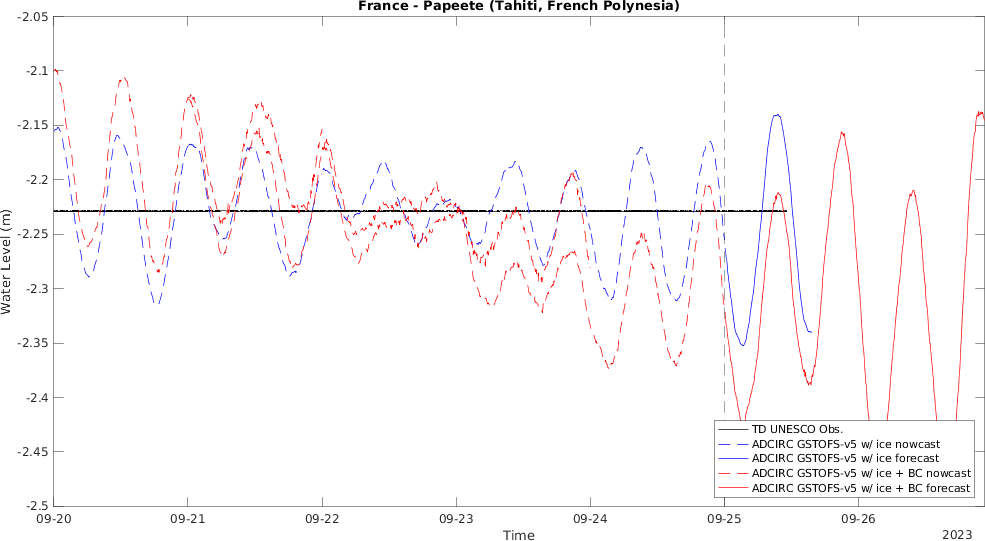 France - Papeete (Tahiti, French Polynesia)
-2.05
-2.1
-2.15
-2.2
-2.25
-2.3
-2.35
-2.4
-2.45
-2.5
Water Level (m)
TD UNESCO Obs.
ADCIRC GSTOFS-v5 w/ ice nowcast
ADCIRC GSTOFS-v5 w/ ice forecast
ADCIRC GSTOFS-v5 w/ ice + BC nowcast
ADCIRC GSTOFS-v5 w/ ice + BC forecast
09-20 09-21 09-22 09-23 09-24 09-25 09-26
Time
2023